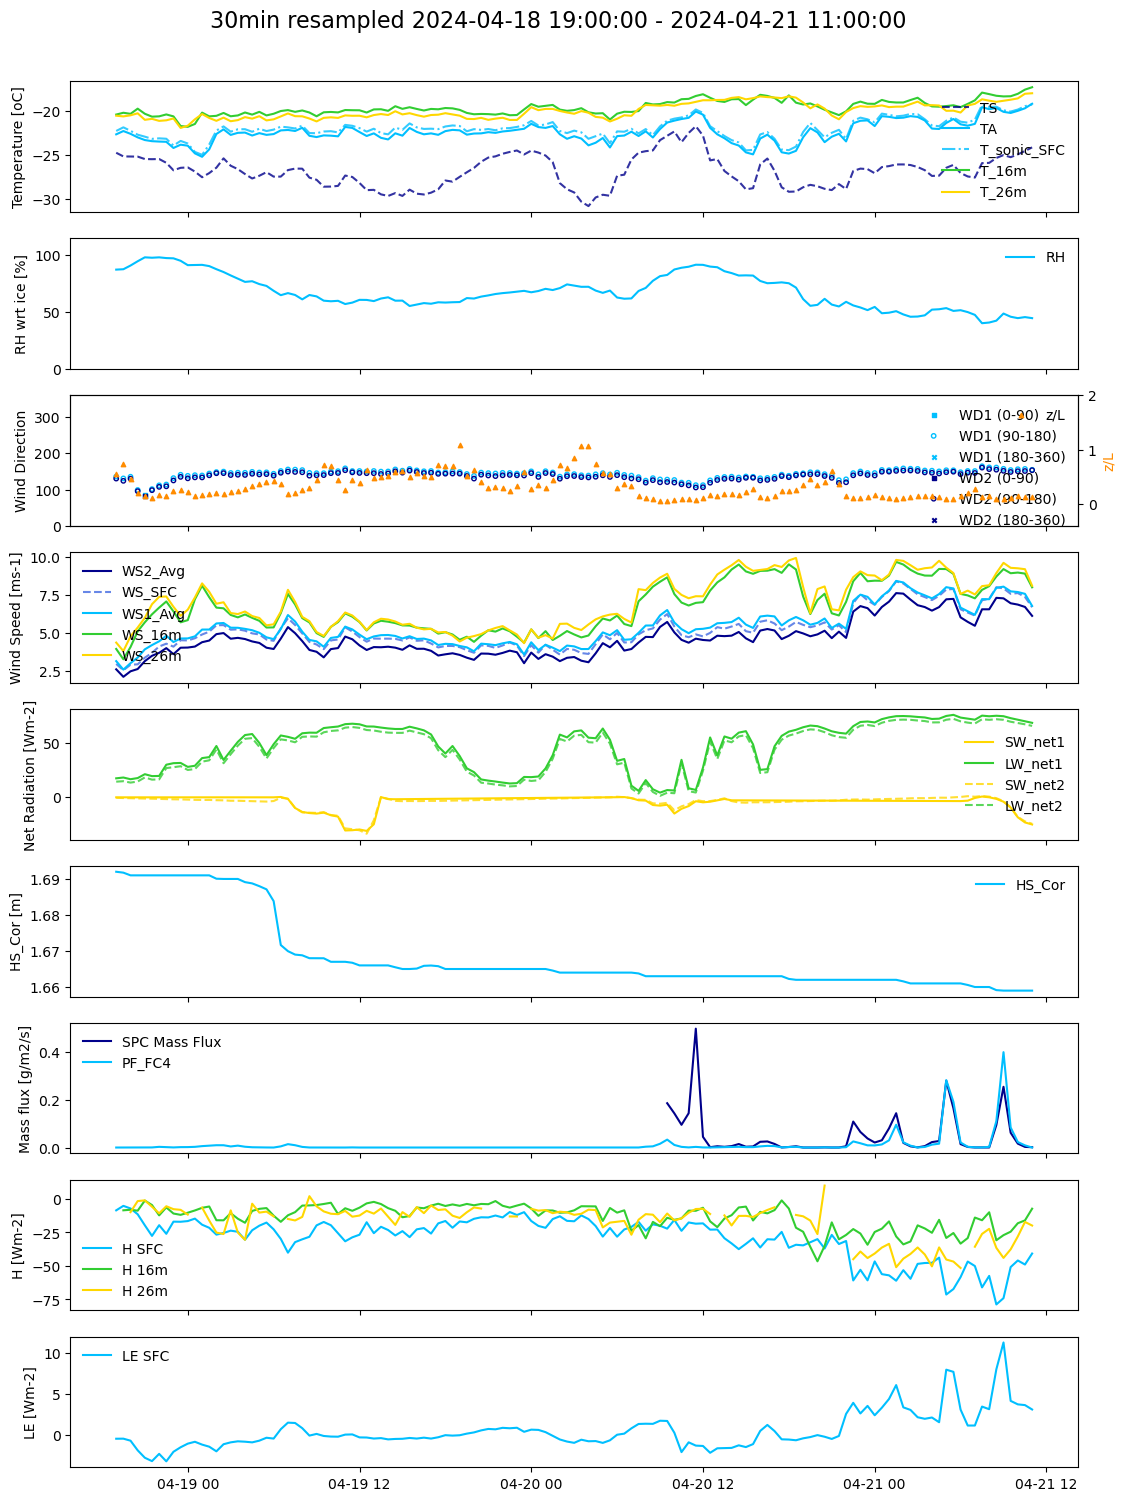 30min resampled 2024-04-18 19:00:00 - 2024-04-21 11:00:00
Temperature [oC]
−20
−25
−30
TS
TA
T_sonic_SFC
T_16m
T_26m
RH wrt ice [%]
100
50
0
RH
Wind Direction
300
200
100
0
WD1 (0-90)
WD1 (90-180)
WD1 (180-360)
WD2 (0-90)
WD2 (90-180)
WD2 (180-360)
z/L
2
1
0
z/L
Wind Speed [ms-1]
10.0
7.5
5.0
2.5
WS2_Avg
WS_SFC
WS1_Avg
WS_16m
WS_26m
Net Radiation [Wm-2]
50
0
SW_net1
LW_net1
SW_net2
LW_net2
HS_Cor [m]
1.69
1.68
1.67
1.66
HS_Cor
Mass flux [g/m2/s]
0.4
0.2
0.0
SPC Mass Flux
PF_FC4
H [Wm-2]
0
−25
−50
−75
H SFC
H 16m
H 26m
LE [Wm-2]
10
5
0
LE SFC
04-19 00
04-19 12
04-20 00
04-20 12
04-21 00
04-21 12